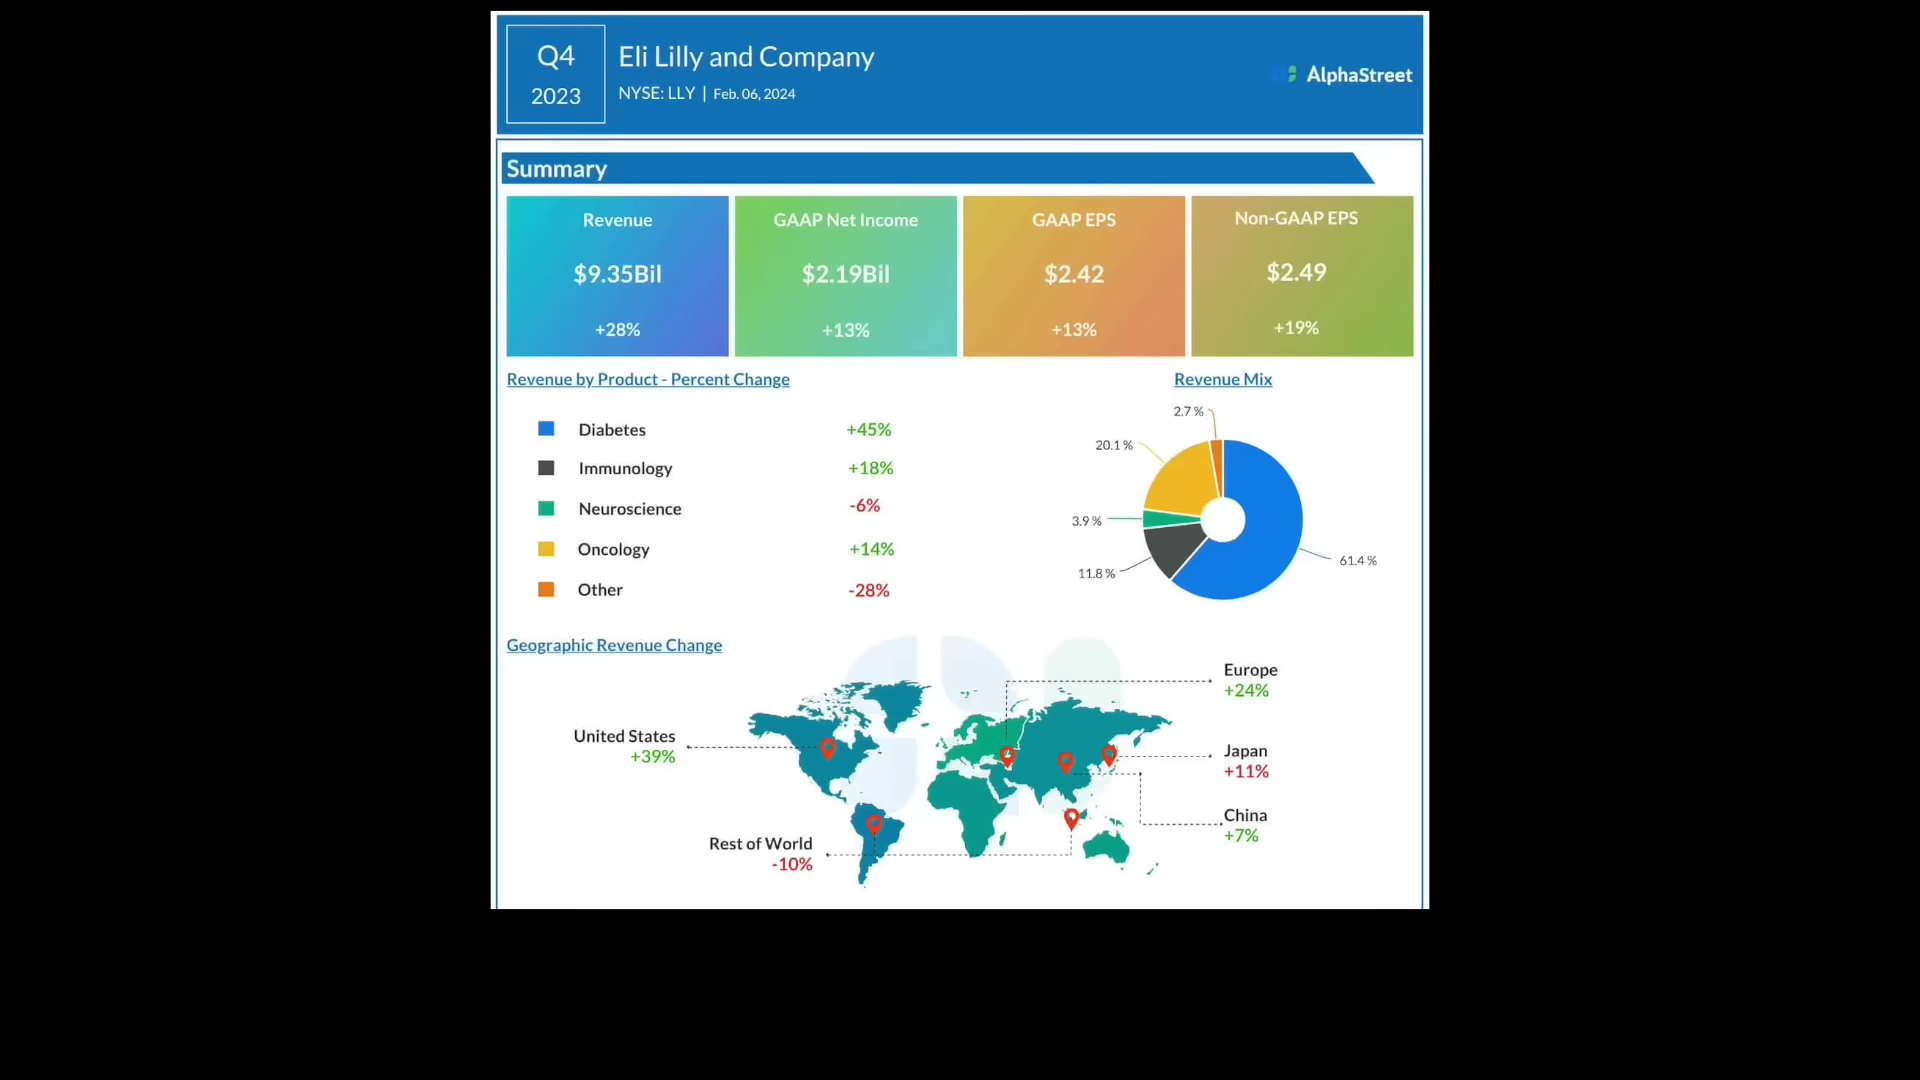 Q4
2023
Eli Lilly and Company
NYSE: LLY | Feb. 06, 2024
AlphaStreet
Summary
Revenue
$9.35Bil
+28%
GAAP Net Income
$2.19Bil
+13%
GAAP EPS
$2.42
+13%
Non-GAAP EPS
$2.49
+19%
Revenue by Product - Percent Change
Diabetes +45%
Immunology +18%
Neuroscience -6%
Oncology +14%
Other -28%
Revenue Mix
2.7 %
20.1 %
3.9 %
11.8 %
61.4 %
Geographic Revenue Change
United States
+39%
Rest of World
-10%
Europe
+24%
Japan
+11%
China
+7%